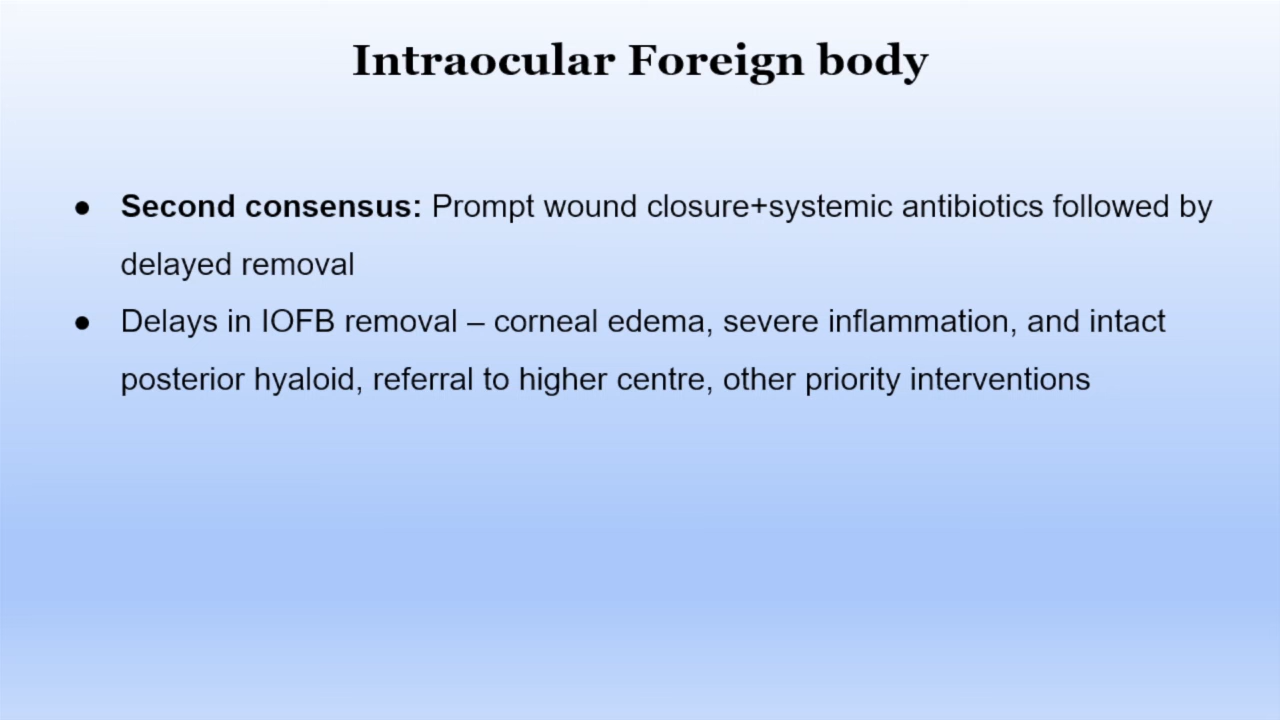 Intraocular Foreign body
● Second consensus: Prompt wound closure+systemic antibiotics followed by
delayed removal
● Delays in IOFB removal – corneal edema, severe inflammation, and intact
posterior hyaloid, referral to higher centre, other priority interventions